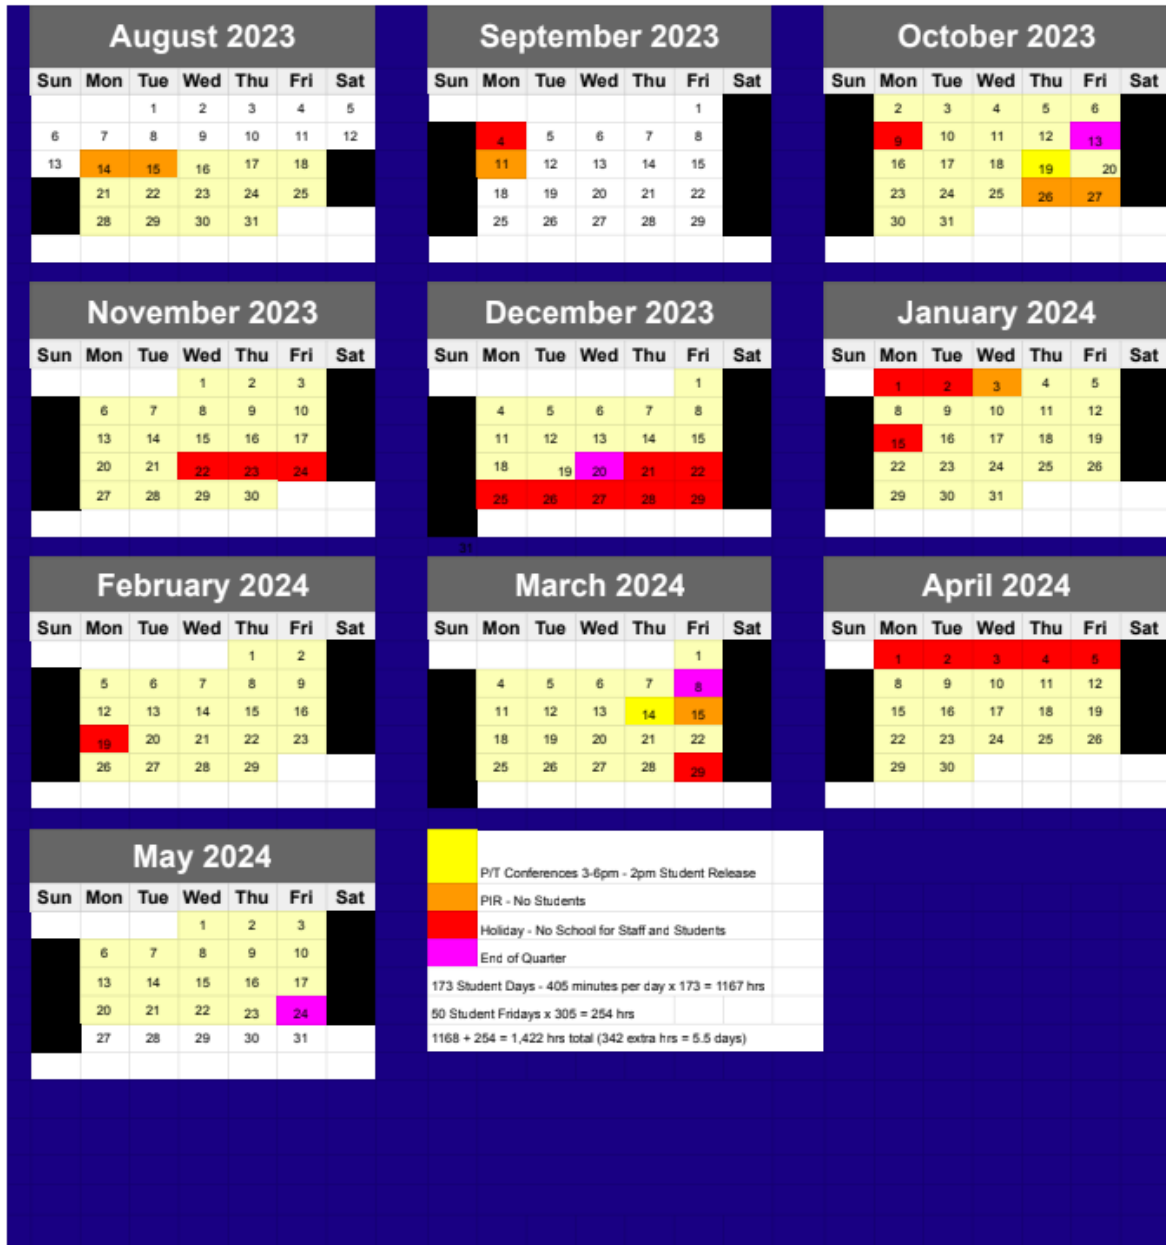 August 2023
Sun Mon Tue Wed Thu Fri Sat
1 2 3 4 5
6 7 8 9 10 11 12
13 14 15 16 17 18
21 22 23 24 25
28 29 30 31
September 2023
Sun Mon Tue Wed Thu Fri Sat
1
4 5 6 7 8
11 12 13 14 15
18 19 20 21 22
25 26 27 28 29
October 2023
Sun Mon Tue Wed Thu Fri Sat
2 3 4 5 6
9 10 11 12 13
16 17 18 19 20
23 24 25 26 27
30 31
November 2023
Sun Mon Tue Wed Thu Fri Sat
1 2 3
6 7 8 9 10
13 14 15 16 17
20 21 22 23 24
27 28 29 30
December 2023
Sun Mon Tue Wed Thu Fri Sat
1
4 5 6 7 8
11 12 13 14 15
18 19 20 21 22
25 26 27 28 29
31
January 2024
Sun Mon Tue Wed Thu Fri Sat
1 2 3 4 5
8 9 10 11 12
15 16 17 18 19
22 23 24 25 26
29 30 31
February 2024
Sun Mon Tue Wed Thu Fri Sat
1 2
5 6 7 8 9
12 13 14 15 16
19 20 21 22 23
26 27 28 29
March 2024
Sun Mon Tue Wed Thu Fri Sat
1
4 5 6 7 8
11 12 13 14 15
18 19 20 21 22
25 26 27 28 29
April 2024
Sun Mon Tue Wed Thu Fri Sat
1 2 3 4 5
8 9 10 11 12
15 16 17 18 19
22 23 24 25 26
29 30
May 2024
Sun Mon Tue Wed Thu Fri Sat
1 2 3
6 7 8 9 10
13 14 15 16 17
20 21 22 23 24
27 28 29 30 31
P/T Conferences 3-6pm - 2pm Student Release
PIR - No Students
Holiday - No School for Staff and Students
End of Quarter
173 Student Days - 405 minutes per day x 173 = 1167 hrs
50 Student Fridays x 305 = 254 hrs
1168 + 254 = 1,422 hrs total (342 extra hrs = 5.5 days)